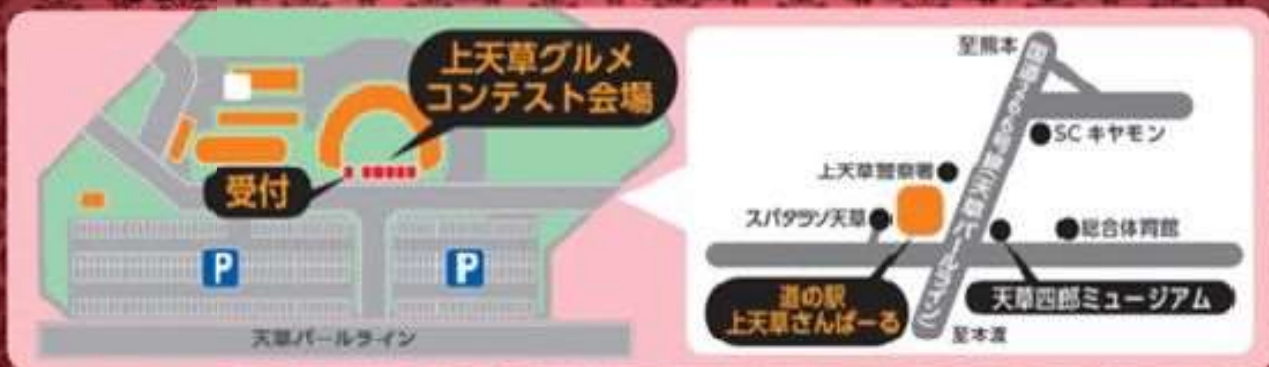 上天草グルメ
コンテスト会場
受付
P
P
天草パールライン
至熊本
SC キヤモン
上天草警察署
スパタラソ天草
総合体育館
道の駅
上天草さんぱーる
天草四郎ミュージアム
至本渡